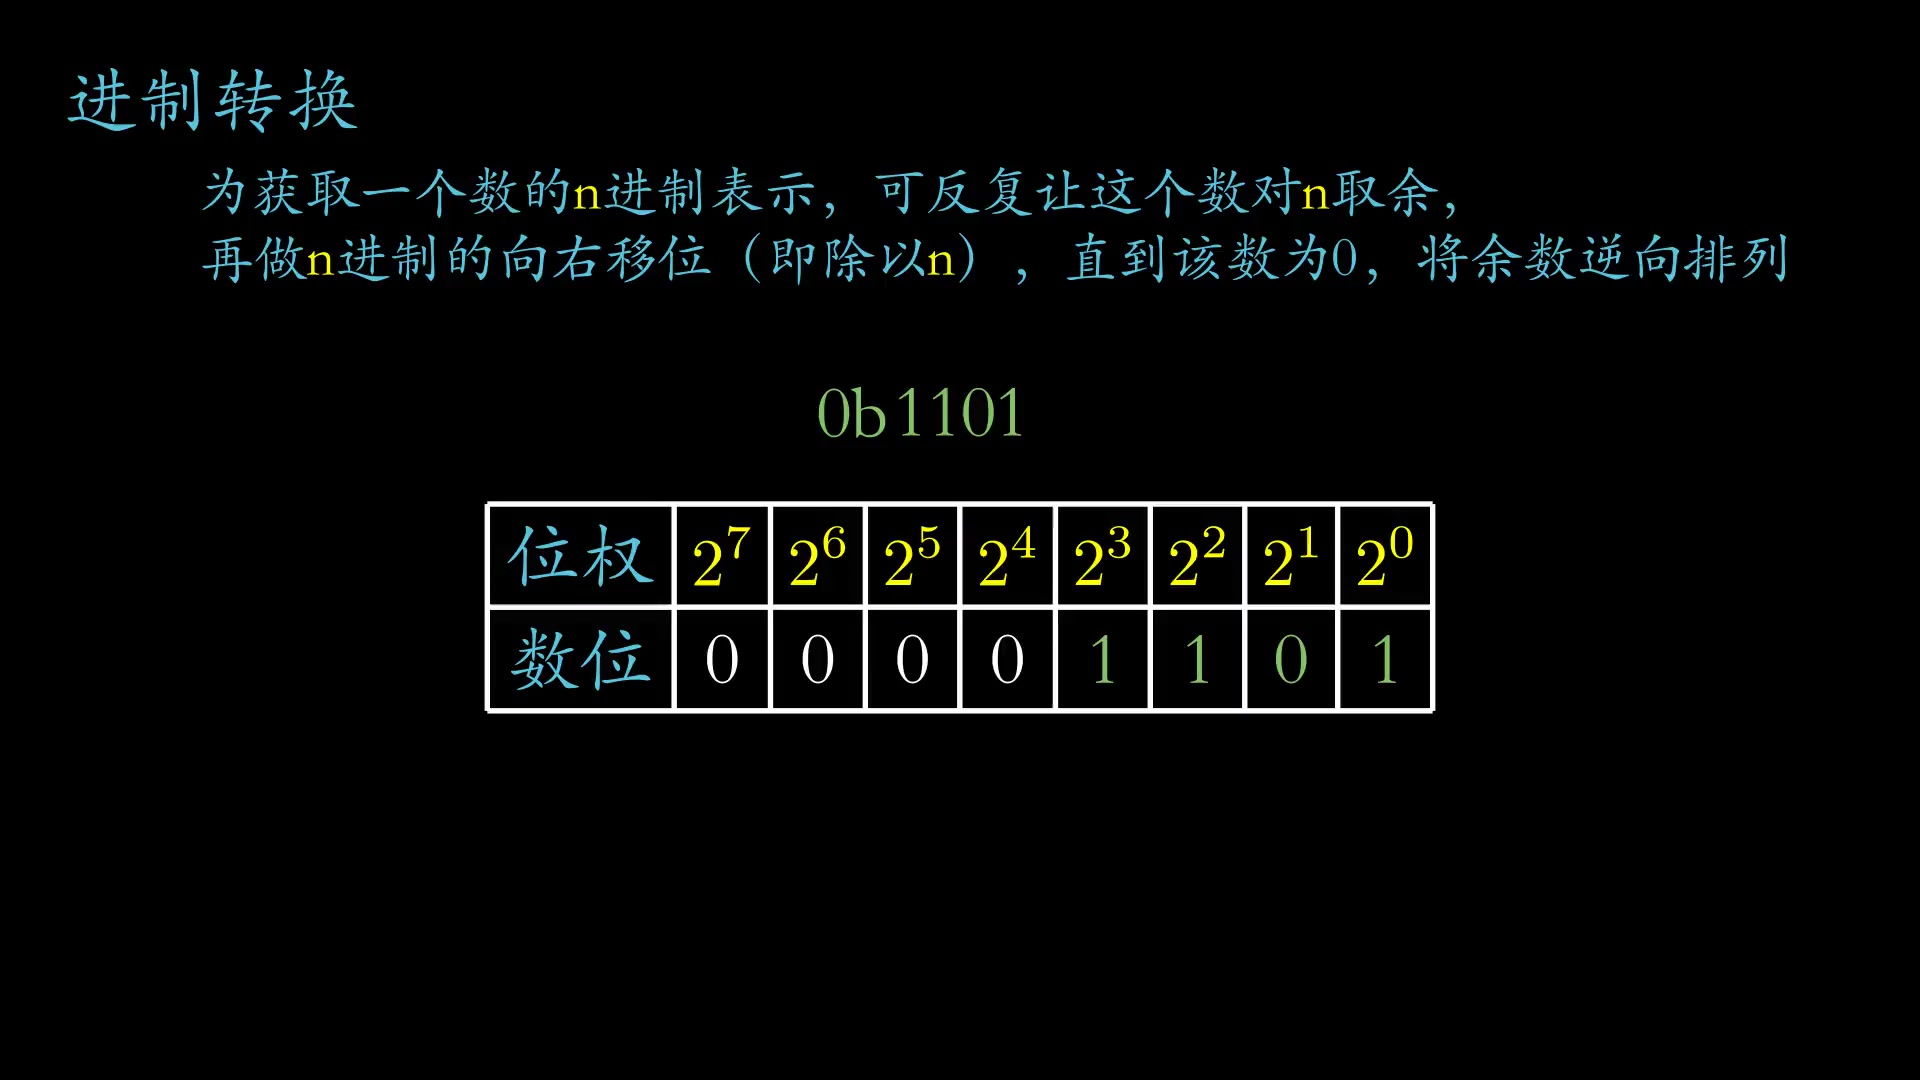 进制转换
为获取一个数的n进制表示，可反复让这个数对n取余，
再做n进制的向右移位（即除以n），直到该数为0，将余数逆向排列
0b1101
位权 2^7 2^6 2^5 2^4 2^3 2^2 2^1 2^0
数位 0 0 0 0 1 1 0 1